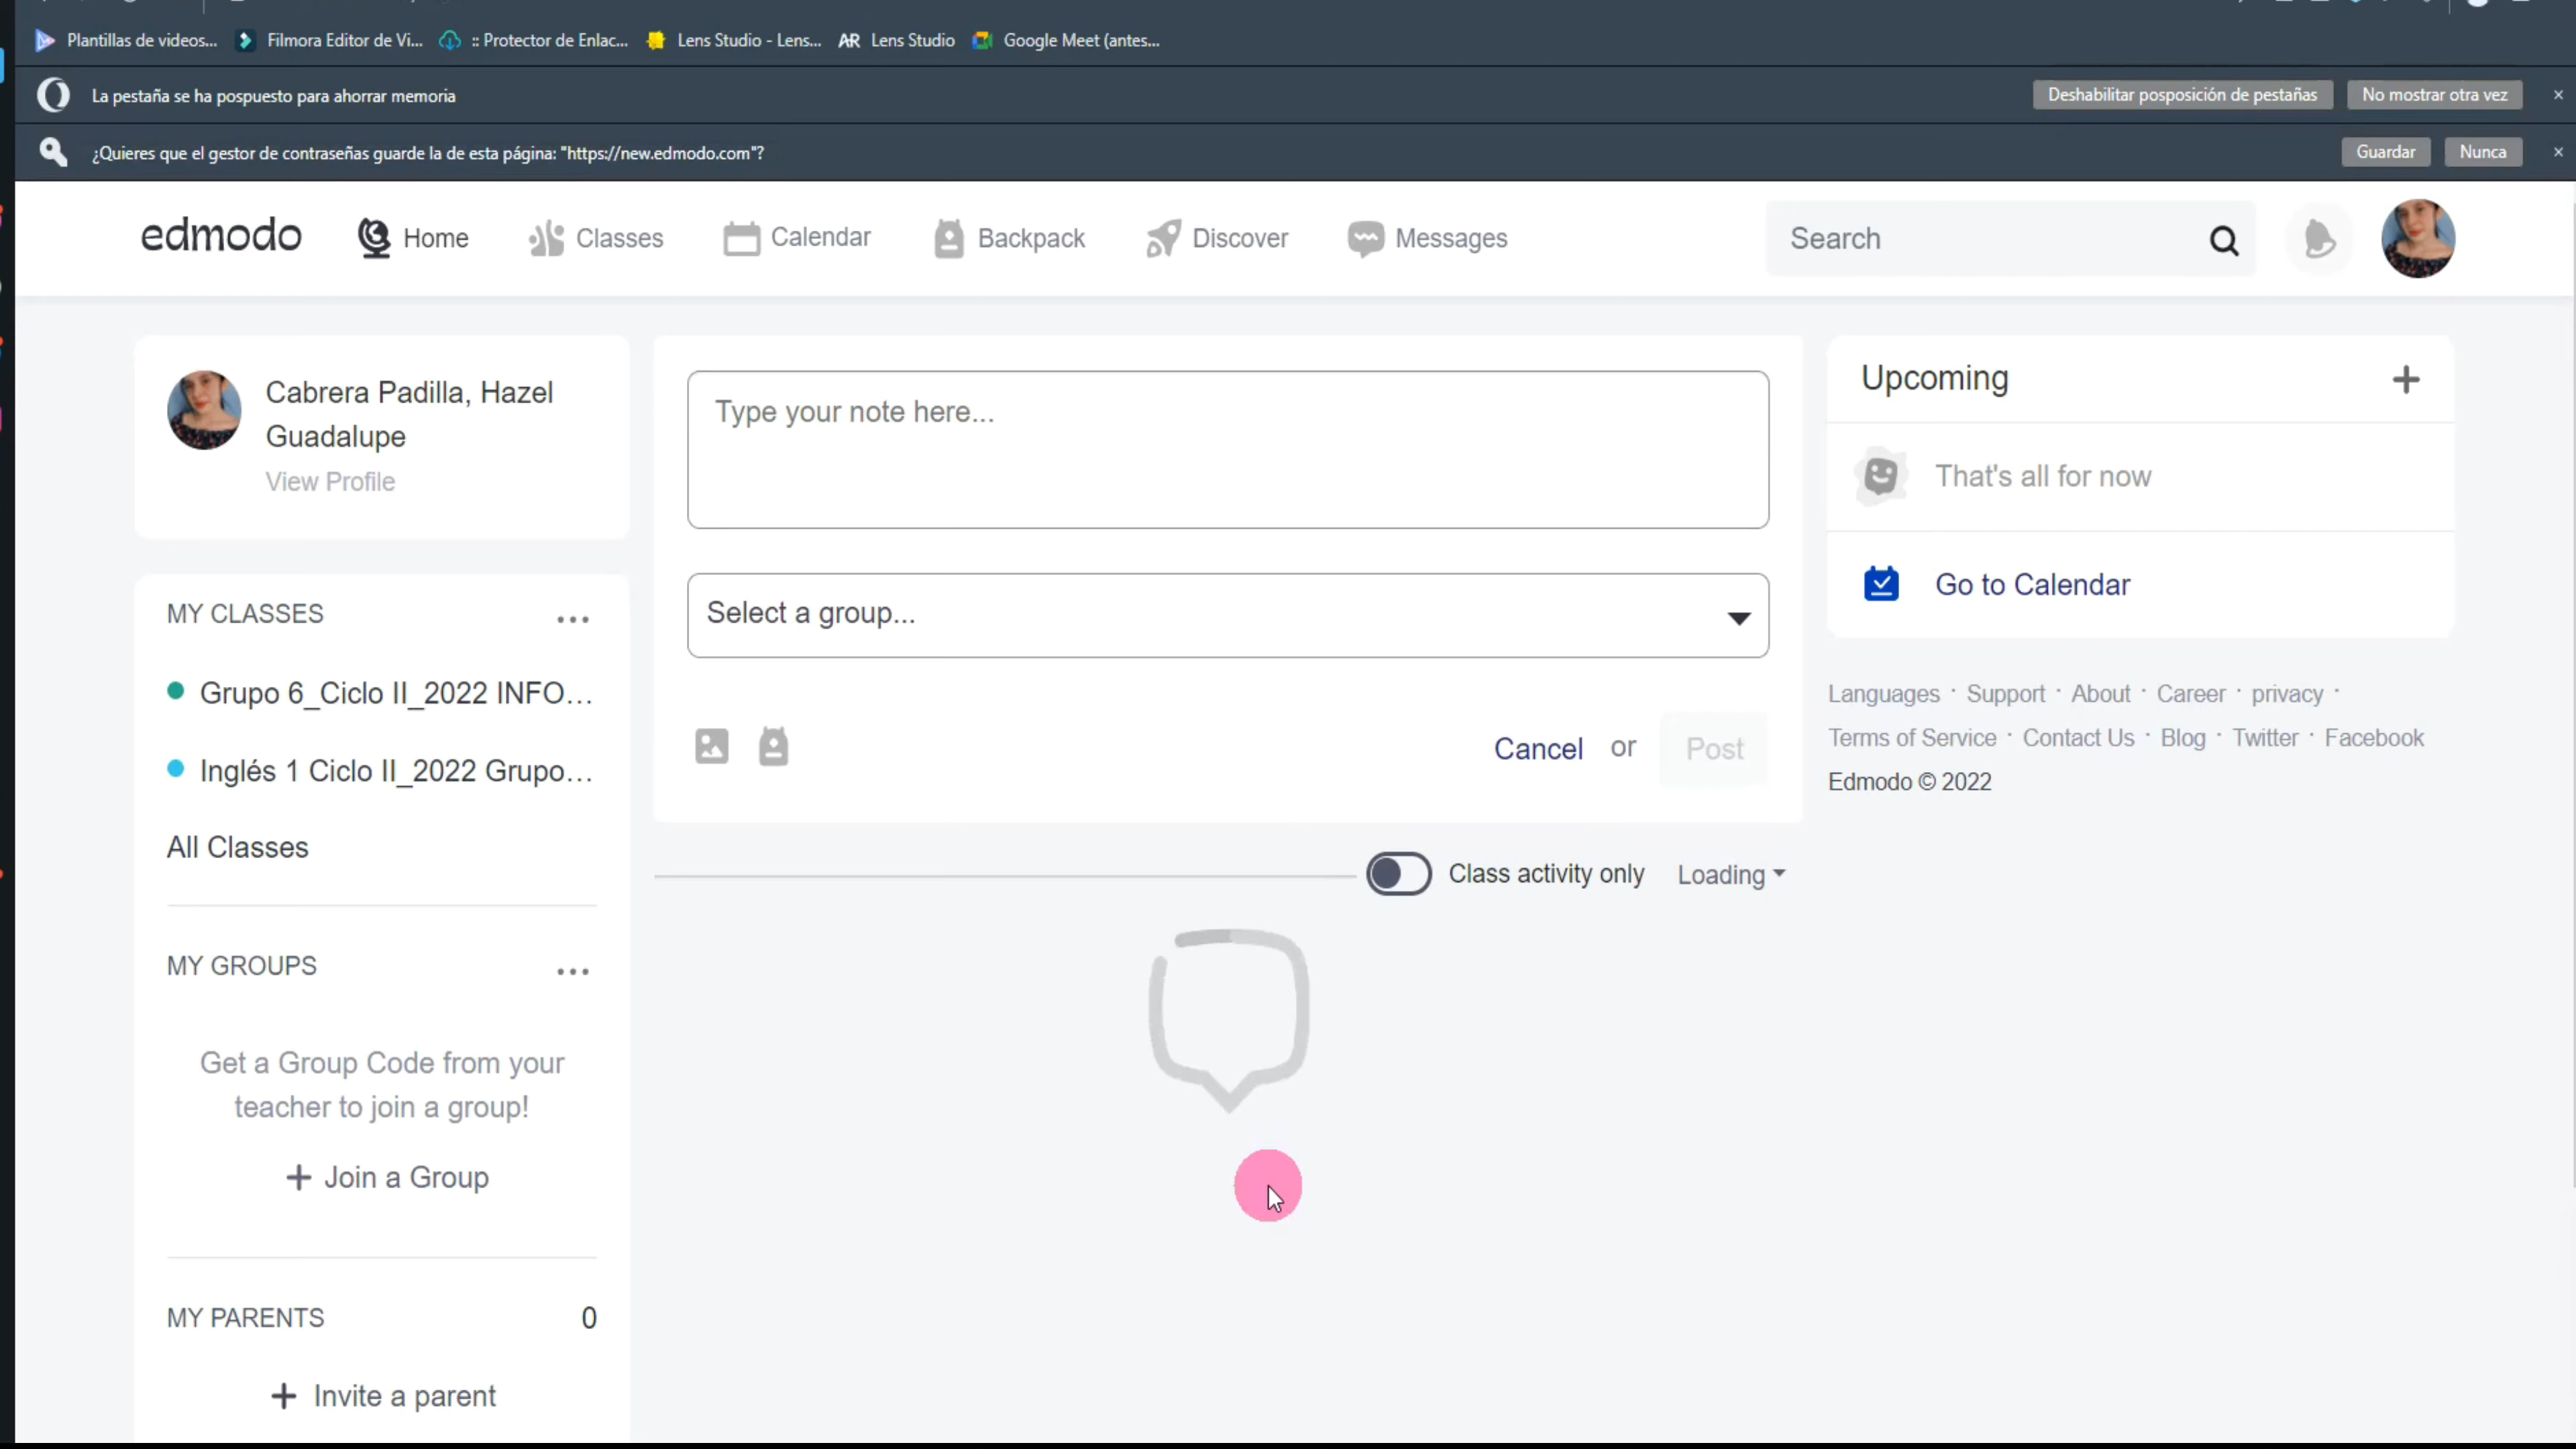 Plantillas de videos... Filmora Editor de Vi... :: Protector de Enlac... Lens Studio - Lens... AR Lens Studio Google Meet (antes...
La pestaña se ha pospuesto para ahorrar memoria Deshabilitar posposición de pestañas No mostrar otra vez ×
¿Quieres que el gestor de contraseñas guarde la de esta página: "https://new.edmodo.com"? Guardar Nunca ×
edmodo Home Classes Calendar Backpack Discover Messages Search
Cabrera Padilla, Hazel
Guadalupe
View Profile
MY CLASSES ...
Grupo 6_Ciclo II_2022 INFO...
Inglés 1 Ciclo II_2022 Grupo...
All Classes
MY GROUPS ...
Get a Group Code from your
teacher to join a group!
+ Join a Group
MY PARENTS 0
+ Invite a parent
Type your note here...
Select a group...
Cancel or Post
Class activity only Loading
Upcoming +
That's all for now
Go to Calendar
Languages · Support · About · Career · privacy ·
Terms of Service · Contact Us · Blog · Twitter · Facebook
Edmodo © 2022